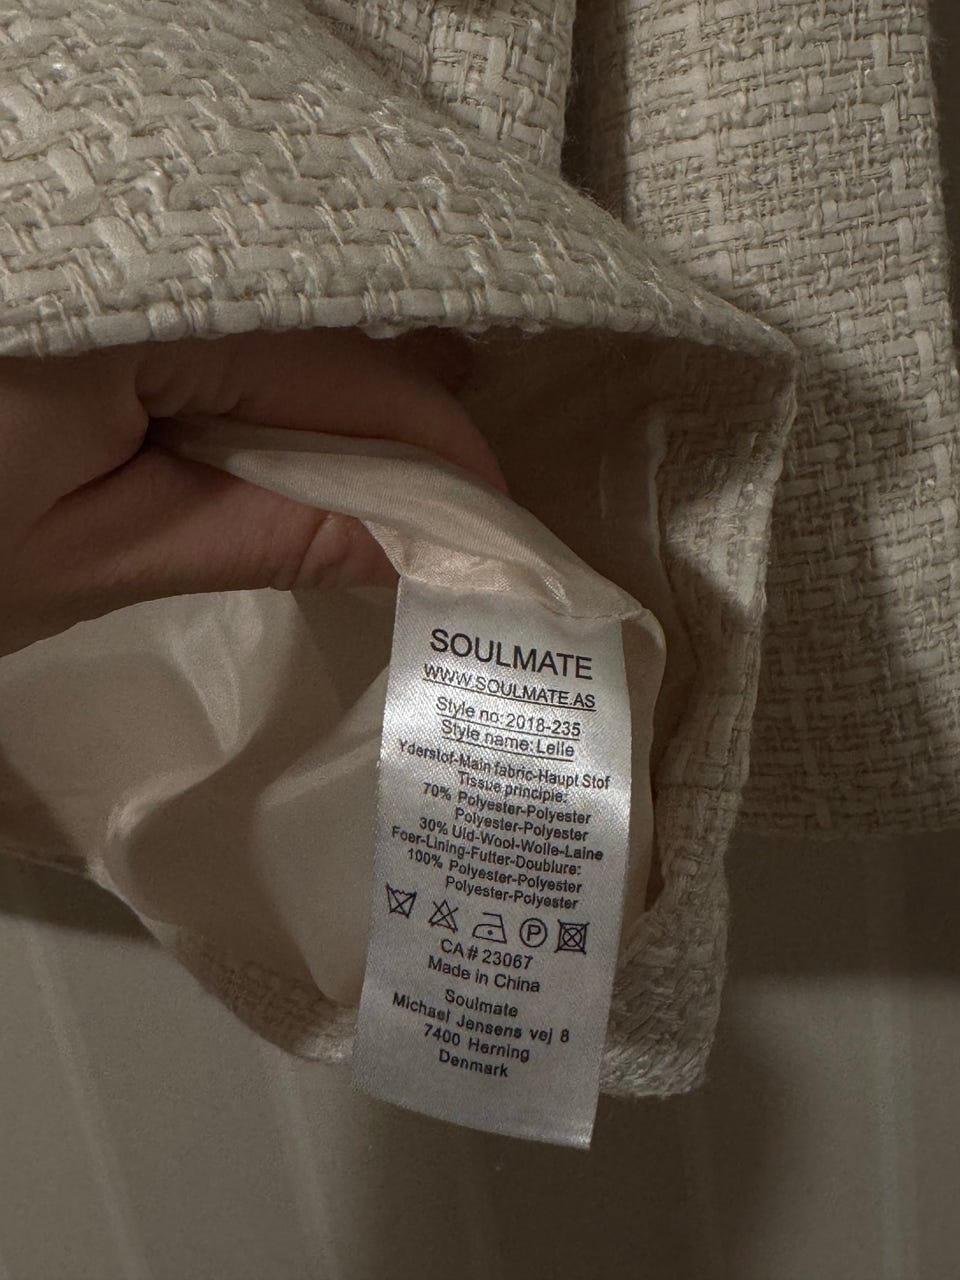 SOULMATE
WWW.SOULMATE.AS
Style no:2018-235
Style name:Lelle
Yderstof-Main fabric-Haupt Stof
Tissue principie:
70% Polyester-Polyester
Polyester-Polyester
30% Uld-Wool-Wolle-Laine
Foer-Lining-Futter-Doublure:
100% Polyester-Polyester
Polyester-Polyester
P
CA# 23067
Made in China
Soulmate
Michael Jensens vej 8
7400 Herning
Denmark